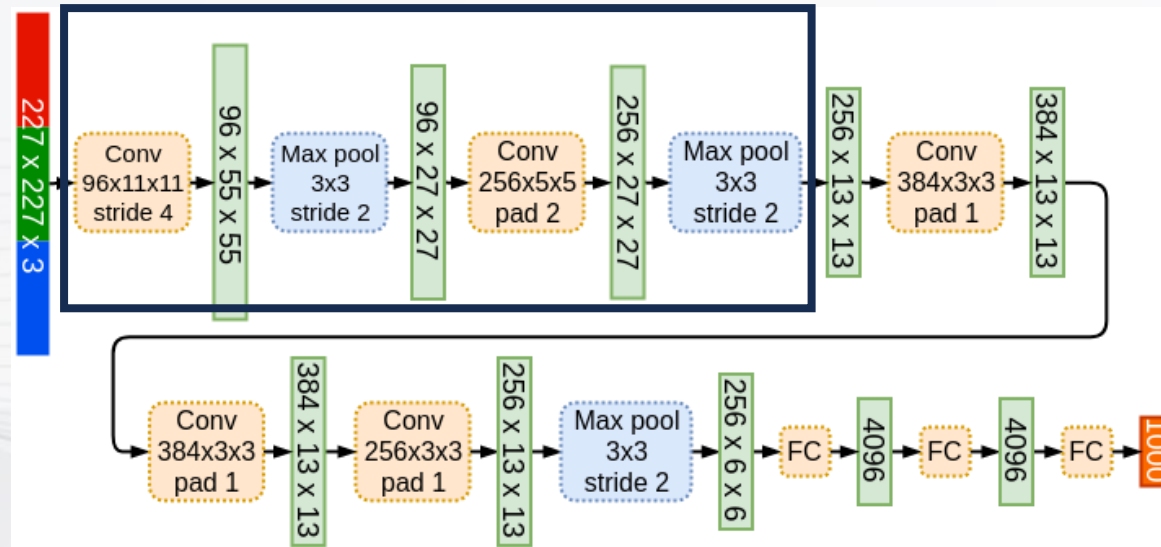 227 x 227 x 3
Conv
96x11x11
stride 4
96 x 55 x 55
Max pool
3x3
stride 2
96 x 27 x 27
Conv
256x5x5
pad 2
256 x 27 x 27
Max pool
3x3
stride 2
256 x 13 x 13
Conv
384x3x3
pad 1
384 x 13 x 13
Conv
384x3x3
pad 1
384 x 13 x 13
Conv
256x3x3
pad 1
256 x 13 x 13
Max pool
3x3
stride 2
256 x 6 x 6
FC
4096
FC
4096
FC
1000